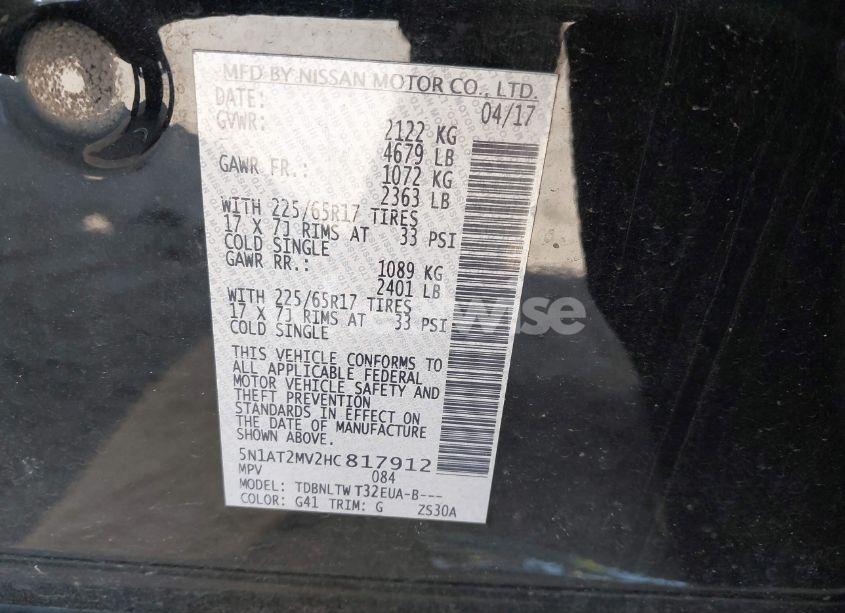 MFD BY NISSAN MOTOR CO., LTD.
DATE: 04/17
GVWR: 2122 KG
4679 LB
GAWR FR.: 1072 KG
2363 LB
WITH 225/65R17 TIRES
17 X 7J RIMS AT 33 PSI
COLD SINGLE
GAWR RR.: 1089 KG
2401 LB
WITH 225/65R17 TIRES
17 X 7J RIMS AT 33 PSI
COLD SINGLE
THIS VEHICLE CONFORMS TO
ALL APPLICABLE FEDERAL
MOTOR VEHICLE SAFETY AND
THEFT PREVENTION
STANDARDS IN EFFECT ON
THE DATE OF MANUFACTURE
SHOWN ABOVE.
5N1AT2MV2HC817912
MPV 084
MODEL: TDBNLTW T32EUA-B---
COLOR: G41 TRIM: G ZS30A